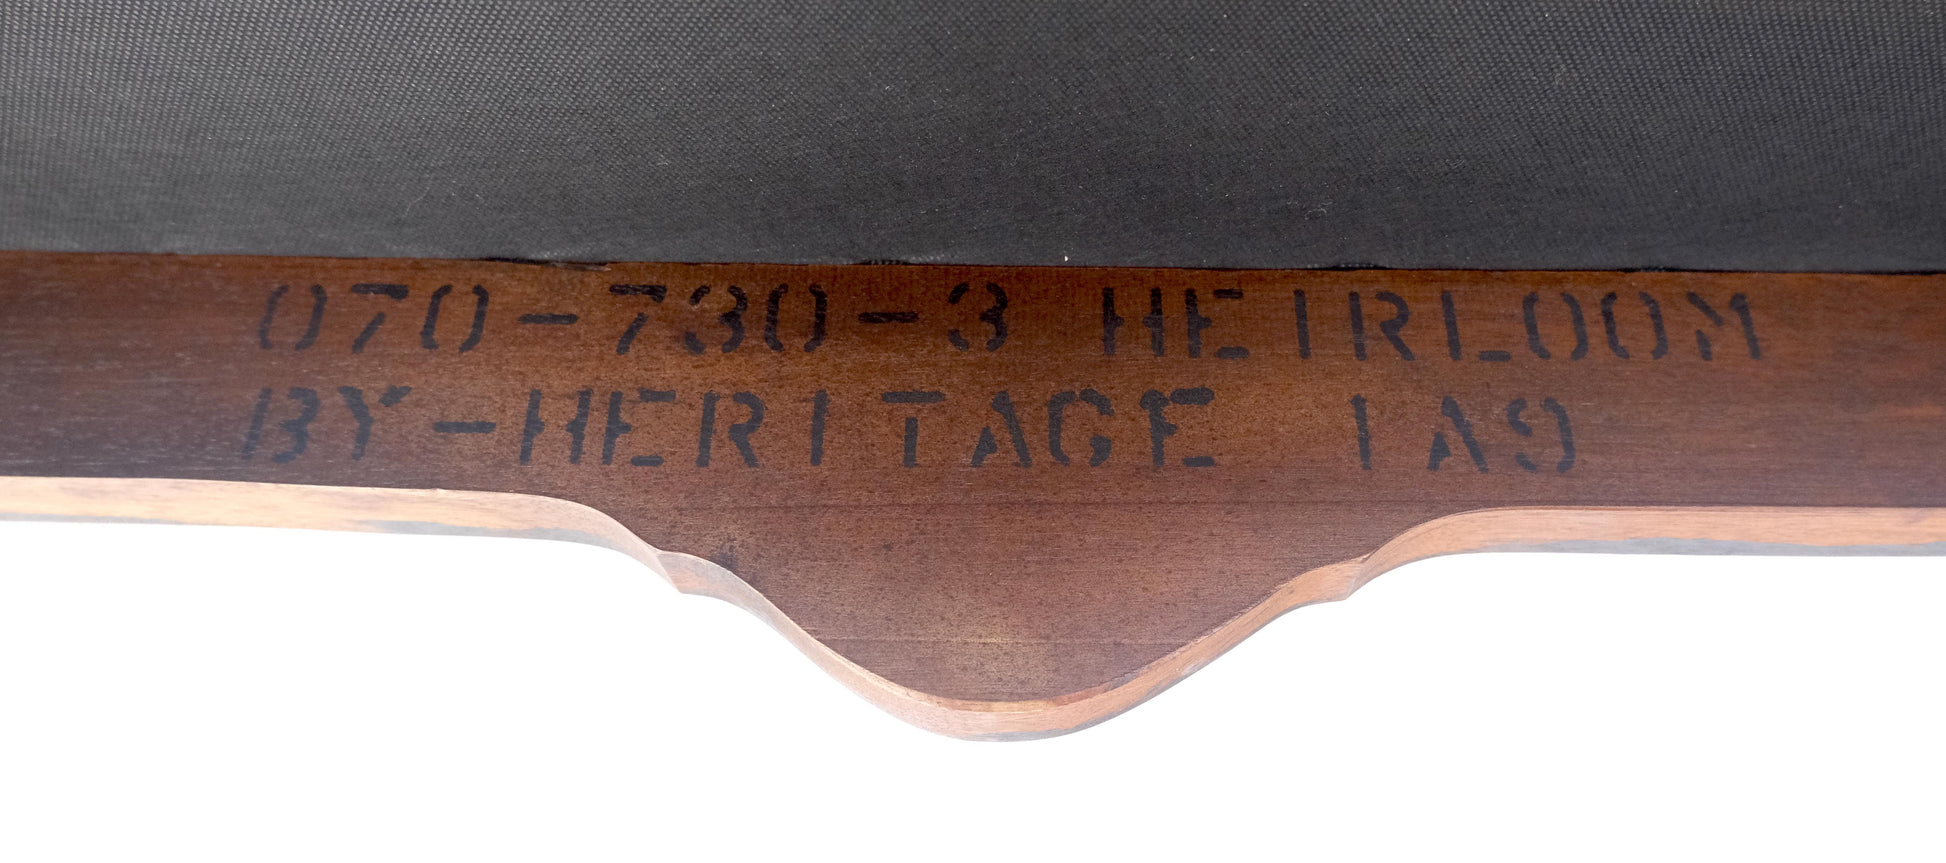 070-730-3 HEIRLOOM
BY-HERITAGE 1A9